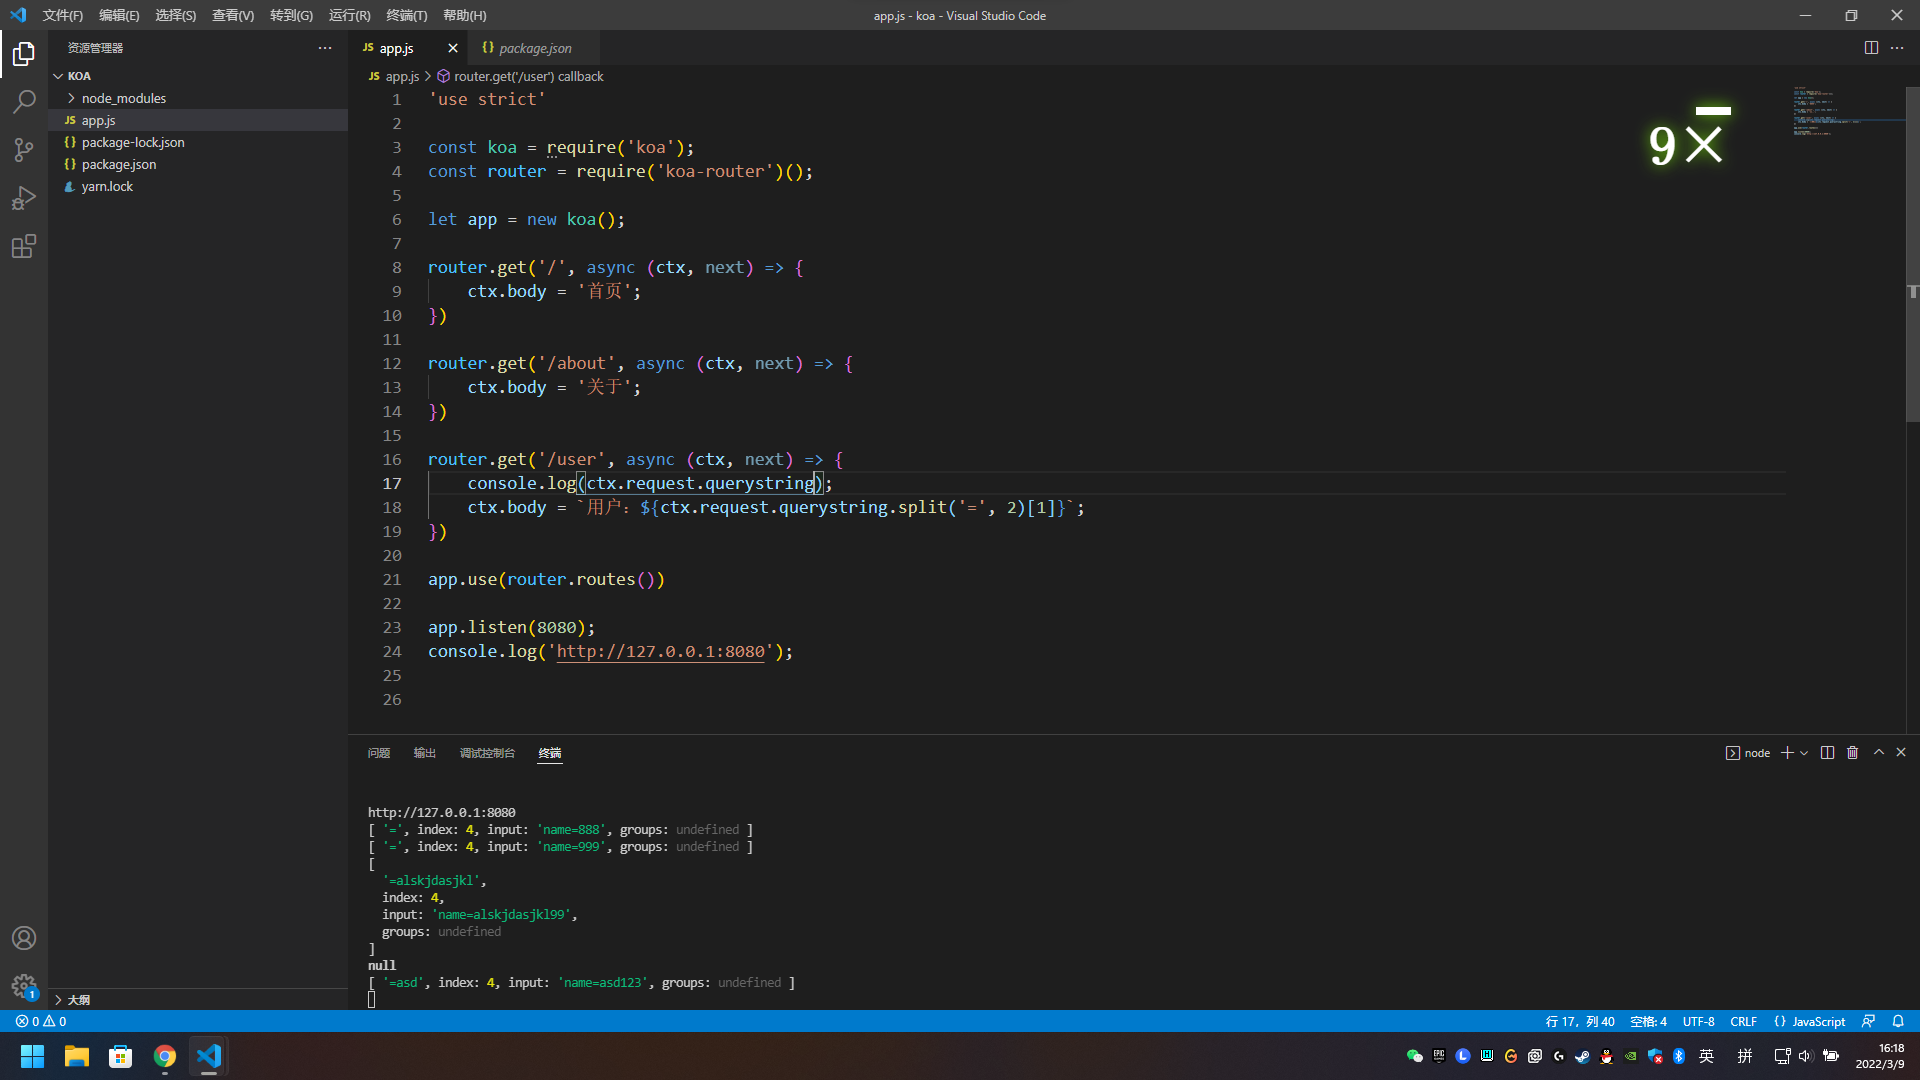 文件(F) 编辑(E) 选择(S) 查看(V) 转到(G) 运行(R) 终端(T) 帮助(H)
app.js - koa - Visual Studio Code
资源管理器
KOA
node_modules
JS app.js
{} package-lock.json
{} package.json
yarn.lock
JS app.js
{} package.json
JS app.js > router.get('/user') callback
1 'use strict'
2
3 const koa = require('koa');
4 const router = require('koa-router')();
5
6 let app = new koa();
7
8 router.get('/', async (ctx, next) => {
9 ctx.body = '首页';
10 })
11
12 router.get('/about', async (ctx, next) => {
13 ctx.body = '关于';
14 })
15
16 router.get('/user', async (ctx, next) => {
17 console.log(ctx.request.querystring);
18 ctx.body = `用户: ${ctx.request.querystring.split('=', 2)[1]}`;
19 })
20
21 app.use(router.routes())
22
23 app.listen(8080);
24 console.log('http://127.0.0.1:8080');
25
26
9×
问题 输出 调试控制台 终端
node
http://127.0.0.1:8080
[ '=', index: 4, input: 'name=888', groups: undefined ]
[ '=', index: 4, input: 'name=999', groups: undefined ]
[
'=alskjdasjkl',
index: 4,
input: 'name=alskjdasjkl99',
groups: undefined
]
null
[ '=asd', index: 4, input: 'name=asd123', groups: undefined ]
1
大纲
0 0
行 17，列 40 空格: 4 UTF-8 CRLF {} JavaScript
英 拼
16:18
2022/3/9